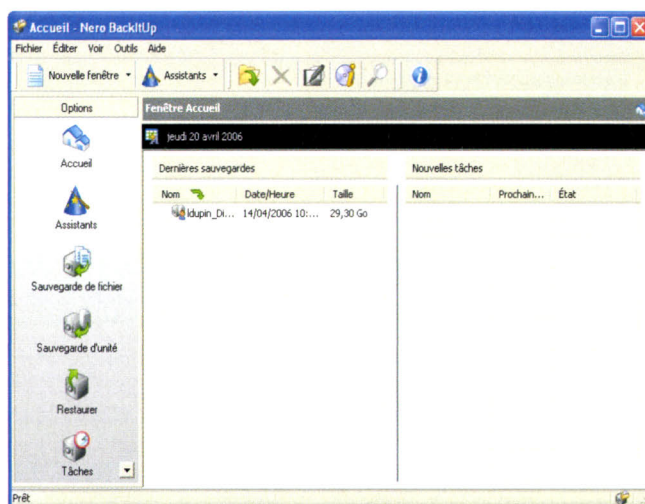 Accueil - Nero BackItUp
Fichier Éditer Voir Outils Aide
Nouvelle fenêtre Assistants
Options
Fenêtre Accueil
jeudi 20 avril 2006
Accueil
Dernières sauvegardes
Nouvelles tâches
Nom Date/Heure Taille
Nom Prochain... État
ldupin_Di... 14/04/2006 10:... 29,30 Go
Assistants
Sauvegarde de fichier
Sauvegarde d'unité
Restaurer
Tâches
Prêt